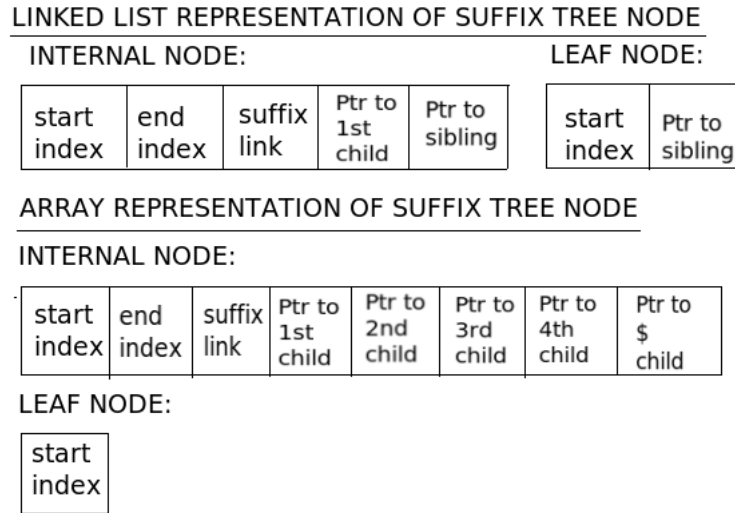 LINKED LIST REPRESENTATION OF SUFFIX TREE NODE
INTERNAL NODE:
start
index
end
index
suffix
link
Ptr to
1st
child
Ptr to
sibling
LEAF NODE:
start
index
Ptr to
sibling
ARRAY REPRESENTATION OF SUFFIX TREE NODE
INTERNAL NODE:
start
index
end
index
suffix
link
Ptr to
1st
child
Ptr to
2nd
child
Ptr to
3rd
child
Ptr to
4th
child
Ptr to
$
child
LEAF NODE:
start
index